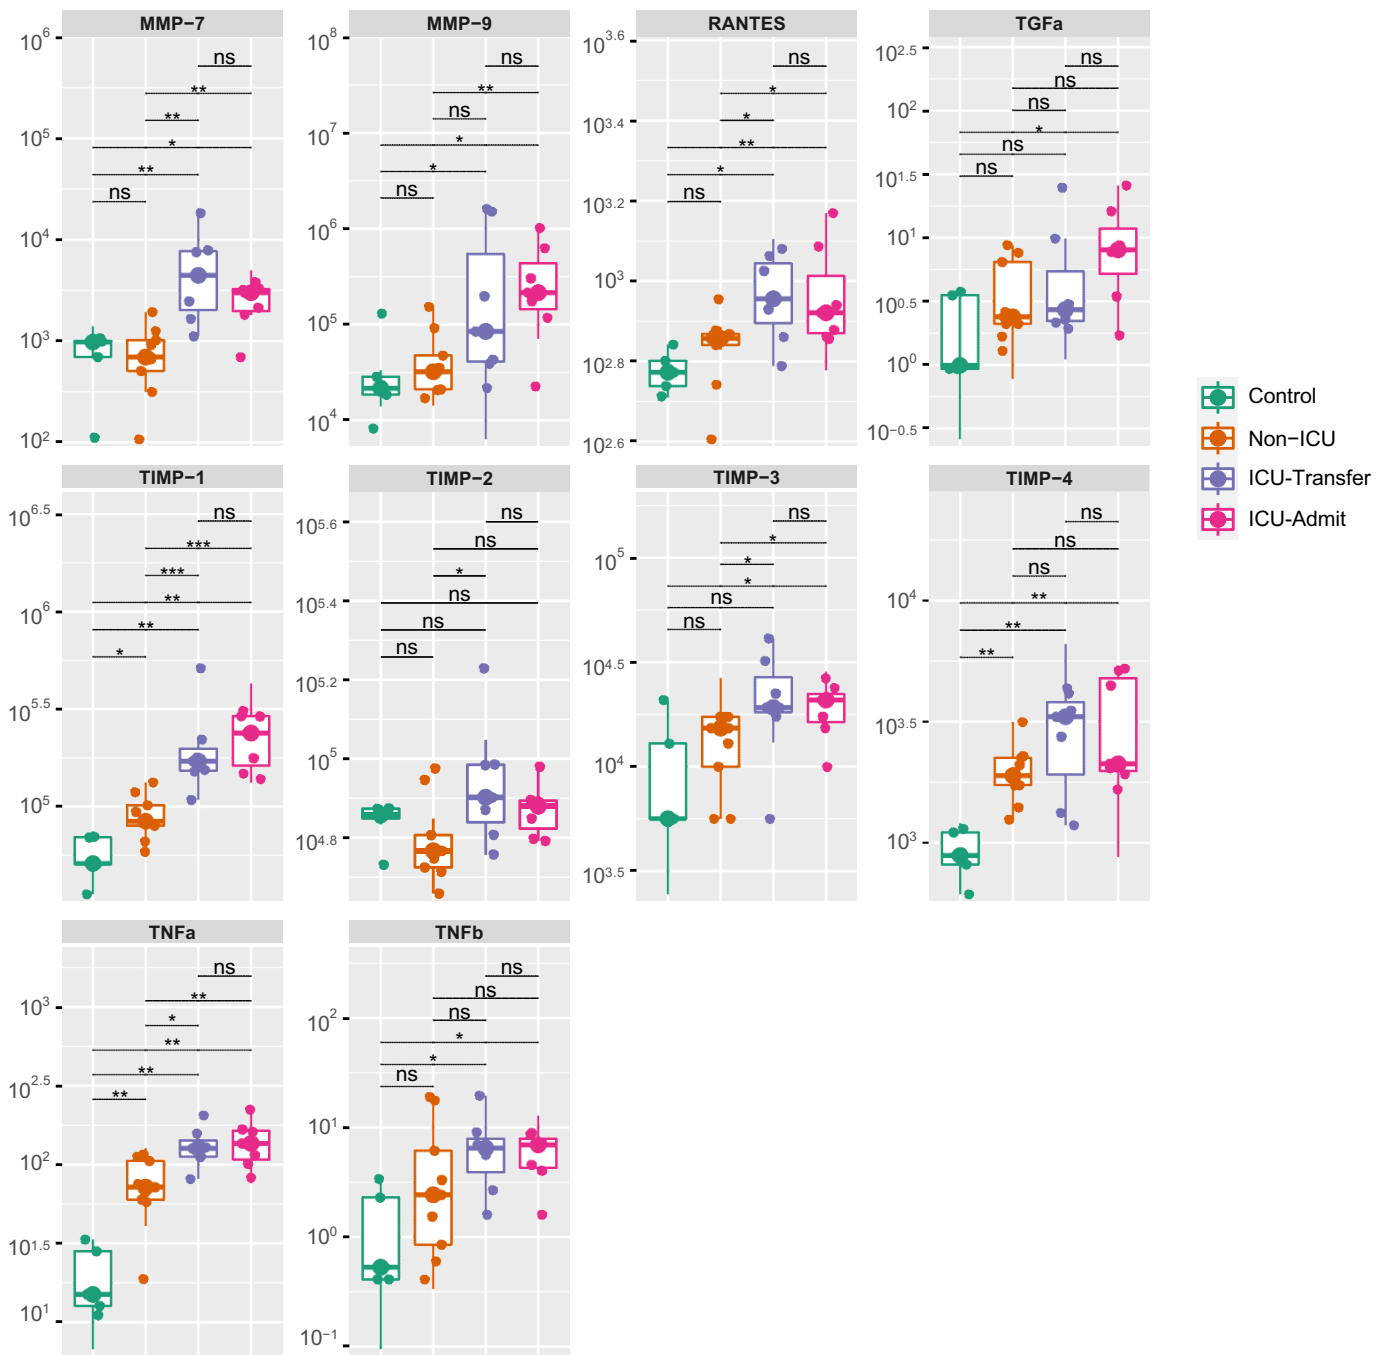 MMP−7 MMP−9 RANTES TGFa
10^6 10^8 10^3.6 10^2.5
ns ns ns ns
** ** * ns
10^5 10^7 10^3.4 10^2
** ns * ns
* * ** *
** * * ns
ns ns ns ns
10^4 10^6 10^3.2 10^1.5
10^3 10^5 10^3 10^1
10^2 10^4 10^2.8 10^0.5
10^2.6 10^0
10^−0.5
Control
Non−ICU
ICU-Transfer
ICU-Admit
TIMP−1 TIMP−2 TIMP−3 TIMP−4
10^6.5 10^5.6 10^5 10^4
ns ns ns ns
*** ns * ns
*** * * ns
** ns * **
** ns ns **
* ns ns **
10^6 10^5.4 10^4.5 10^3.5
10^5.5 10^5.2 10^4 10^3
10^5 10^5 10^3.5
10^4.8
TNFa TNFb
ns ns
** ns
* ns
** *
** *
** ns
10^3 10^2
10^2.5 10^1
10^2 10^0
10^1.5 10^−1
10^1